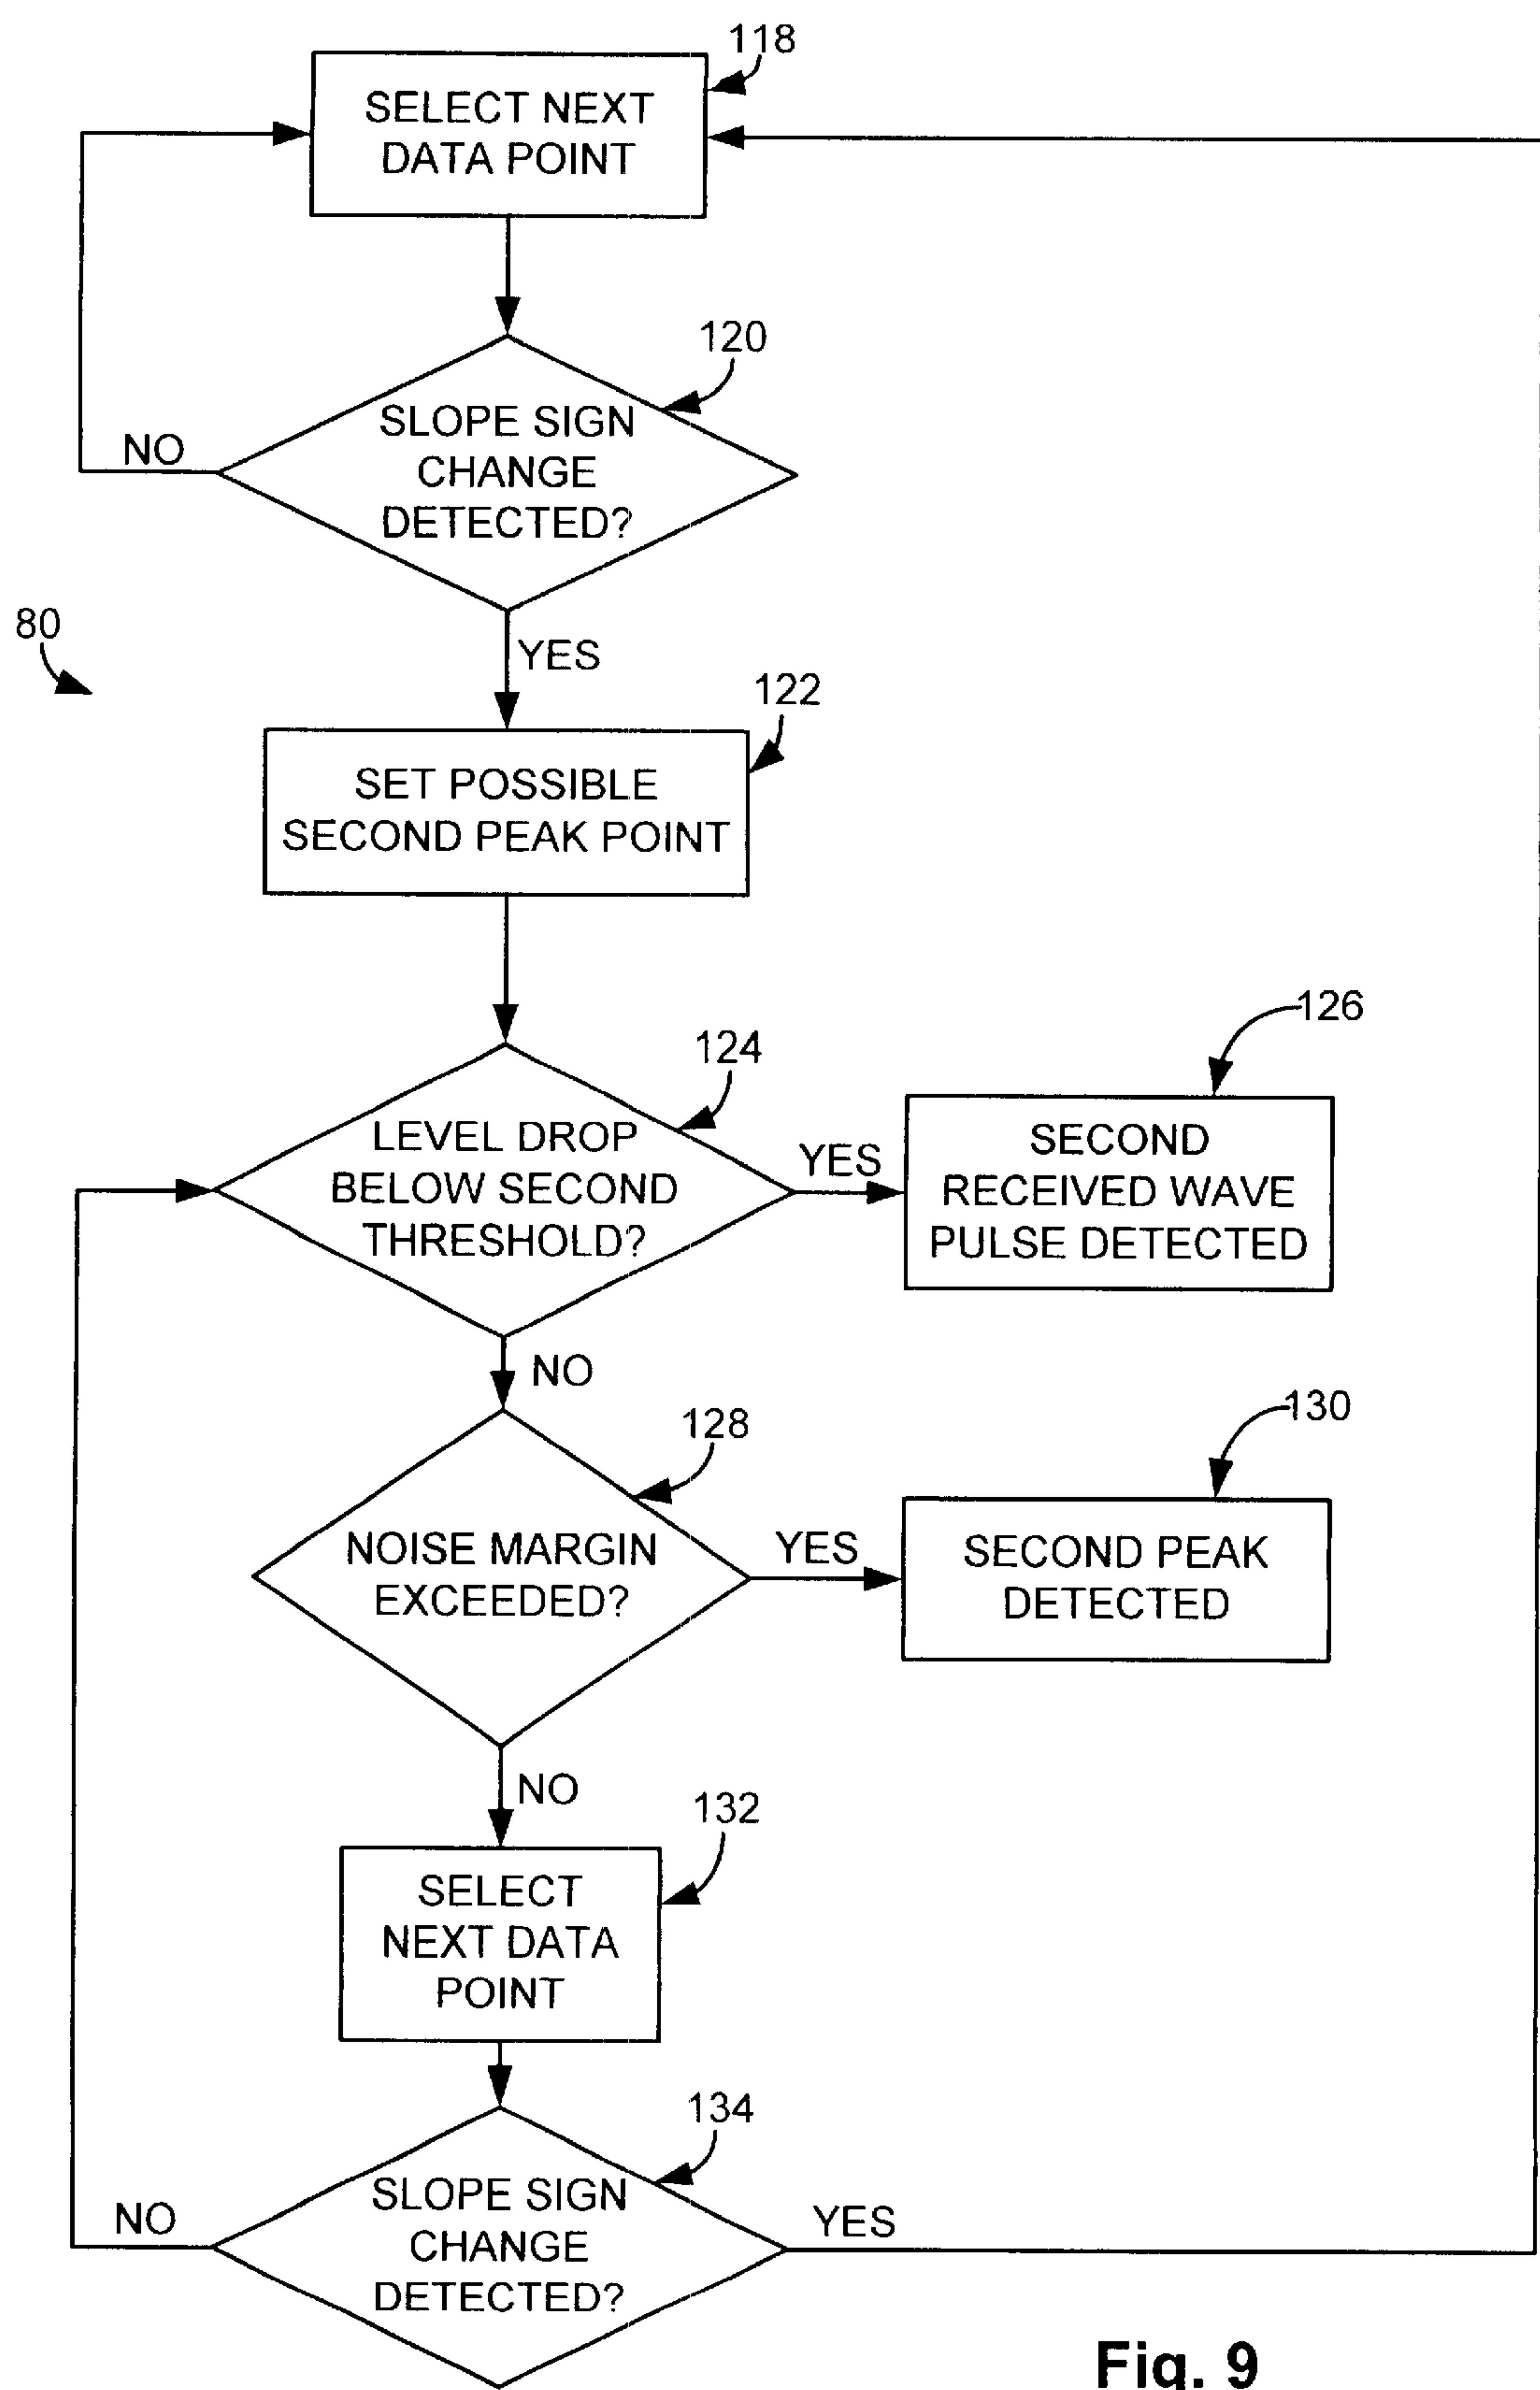 118
SELECT NEXT
DATA POINT
120
SLOPE SIGN
CHANGE
DETECTED?
NO
80
YES
122
SET POSSIBLE
SECOND PEAK POINT
126
124
LEVEL DROP
BELOW SECOND
THRESHOLD?
YES
SECOND
RECEIVED WAVE
PULSE DETECTED
NO
128
130
NOISE MARGIN
EXCEEDED?
YES
SECOND PEAK
DETECTED
NO
132
SELECT
NEXT DATA
POINT
134
SLOPE SIGN
CHANGE
DETECTED?
NO
YES
Fig. 9